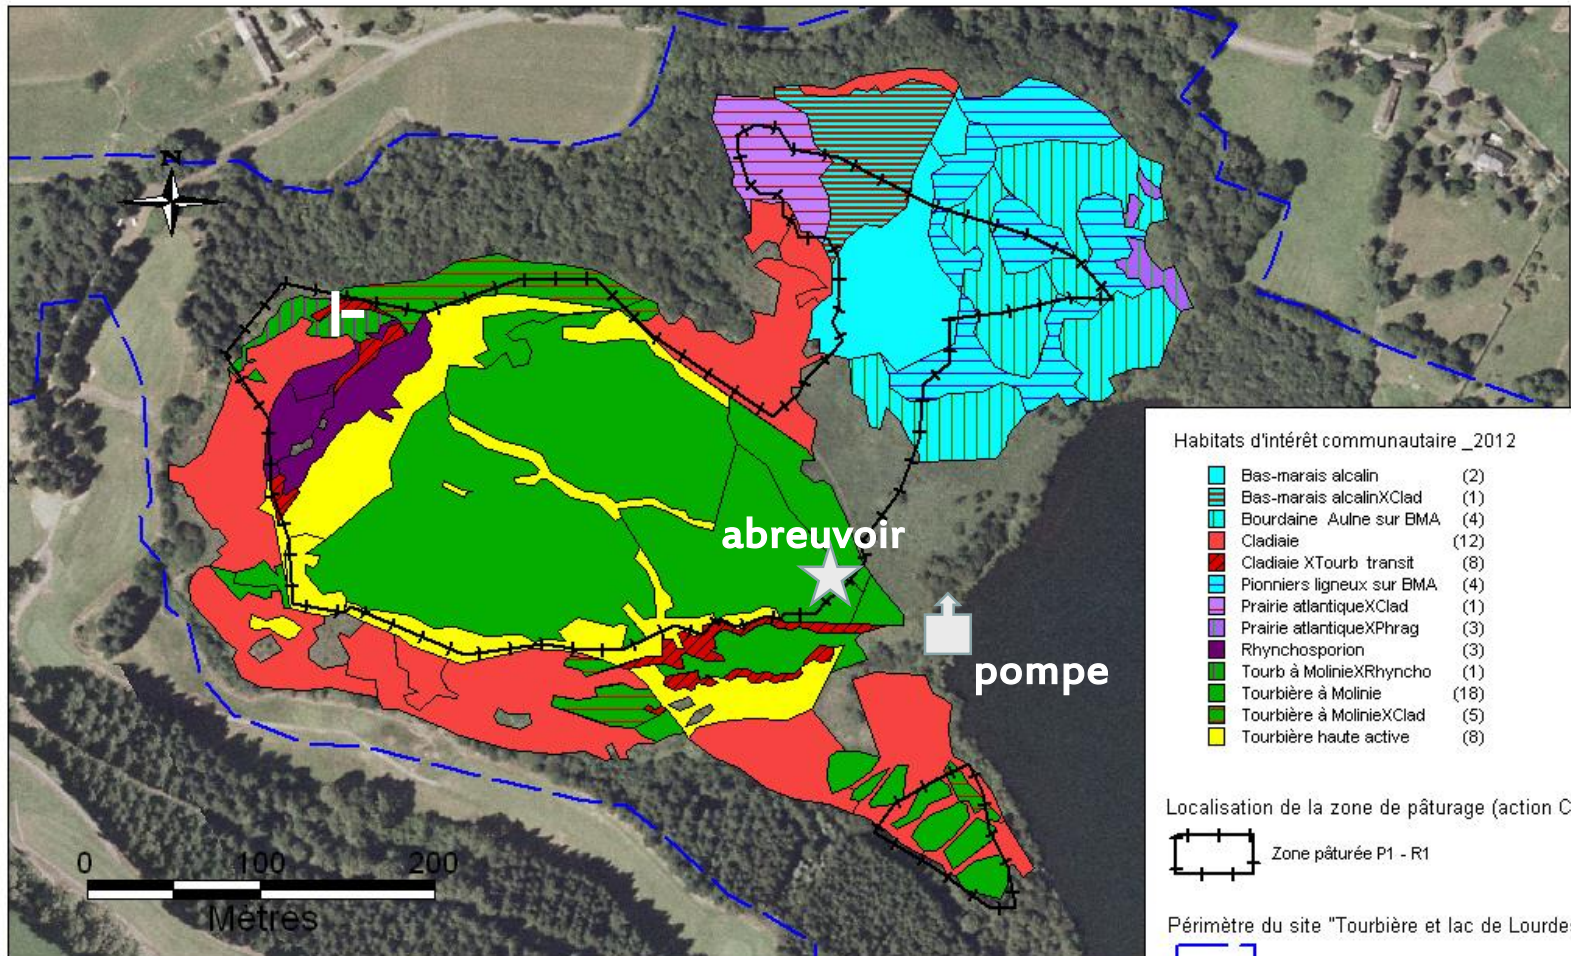 N
abreuvoir
pompe
0 100 200
Mètres
Habitats d'intérêt communautaire _2012
Bas-marais alcalin (2)
Bas-marais alcalinXClad (1)
Bourdaine Aulne sur BMA (4)
Cladiaie (12)
Cladiaie XTourb transit (8)
Pionniers ligneux sur BMA (4)
Prairie atlantiqueXClad (1)
Prairie atlantiqueXPhrag (3)
Rhynchosporion (3)
Tourb à MolinieXRhyncho (1)
Tourbière à Molinie (18)
Tourbière à MolinieXClad (5)
Tourbière haute active (8)
Localisation de la zone de pâturage (action C
Zone pâturée P1 - R1
Périmètre du site "Tourbière et lac de Lourdes